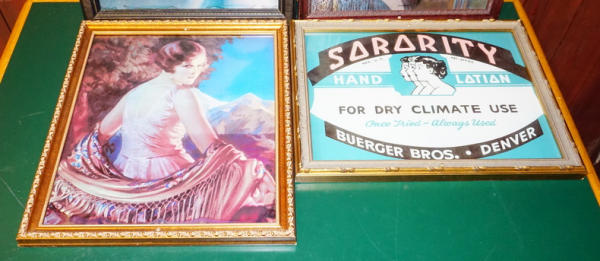 SORORITY
HAND LOTION
FOR DRY CLIMATE USE
Once Tried - Always Used
BUERGER BROS. • DENVER